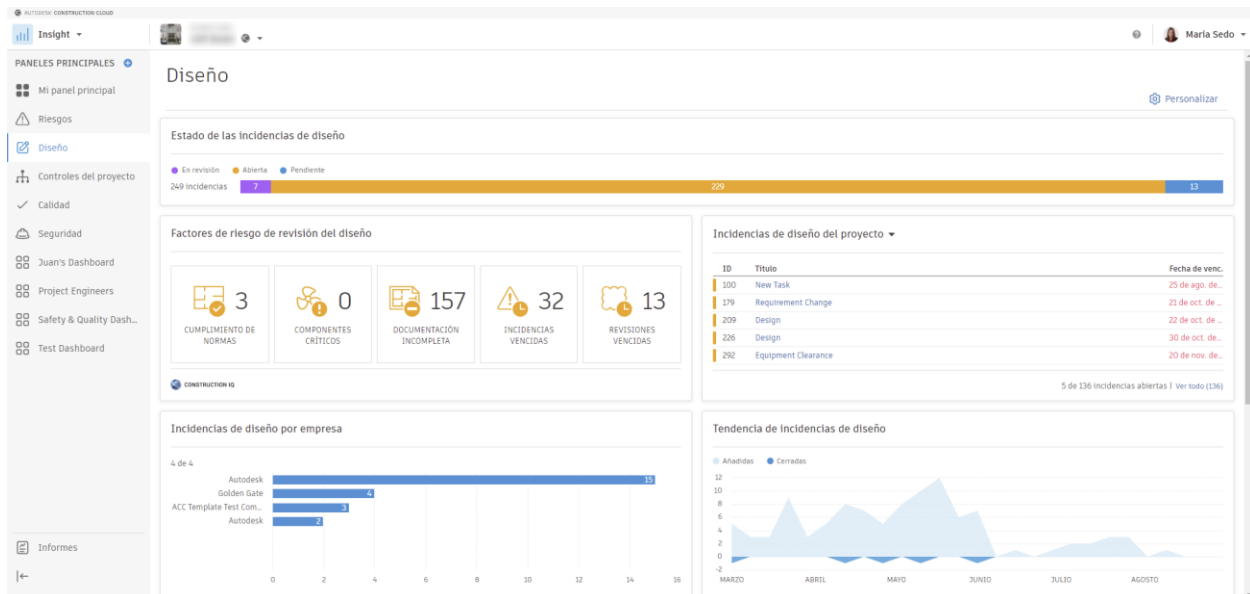 AUTODESK CONSTRUCTION CLOUD
Insight
María Sedo
PANELES PRINCIPALES
Mi panel principal
Riesgos
Diseño
Controles del proyecto
Calidad
Seguridad
Juan's Dashboard
Project Engineers
Safety & Quality Dash...
Test Dashboard
Informes
Diseño
Personalizar
Estado de las incidencias de diseño
En revisión Abierta Pendiente
249 incidencias 7 229 13
Factores de riesgo de revisión del diseño
3
CUMPLIMIENTO DE
NORMAS
0
COMPONENTES
CRÍTICOS
157
DOCUMENTACIÓN
INCOMPLETA
32
INCIDENCIAS
VENCIDAS
13
REVISIONES
VENCIDAS
CONSTRUCTION IQ
Incidencias de diseño del proyecto
ID Título Fecha de venc.
100 New Task 25 de ago. de...
179 Requirement Change 21 de oct. de ...
209 Design 22 de oct. de ...
226 Design 30 de oct. de...
292 Equipment Clearance 20 de nov. de...
5 de 136 incidencias abiertas | Ver todo (136)
Incidencias de diseño por empresa
4 de 4
Autodesk 15
Golden Gate 4
ACC Template Test Com... 3
Autodesk 2
0 2 4 6 8 10 12 14 16
Tendencia de incidencias de diseño
Añadidas Cerradas
12
10
8
6
4
2
0
-2
MARZO ABRIL MAYO JUNIO JULIO AGOSTO